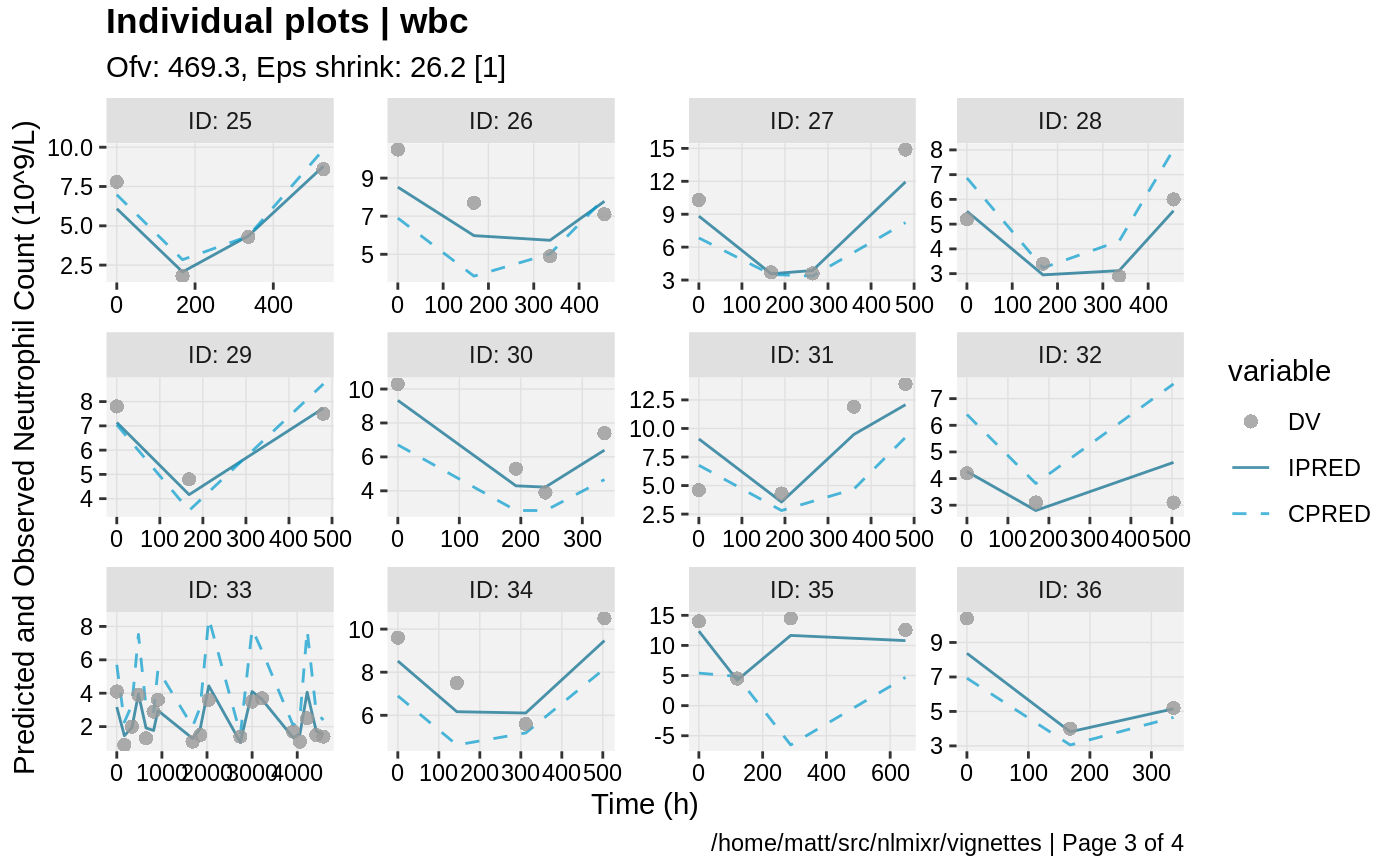 Individual plots | wbc
Ofv: 469.3, Eps shrink: 26.2 [1]
Predicted and Observed Neutrophil Count (10^9/L)
ID: 25
10.0
7.5
5.0
2.5
0 200 400
ID: 26
9
7
5
0 100 200 300 400
ID: 27
15
12
9
6
3
0 100 200 300 400 500
ID: 28
8
7
6
5
4
3
0 100 200 300 400
ID: 29
8
7
6
5
4
0 100 200 300 400 500
ID: 30
10
8
6
4
0 100 200 300
ID: 31
12.5
10.0
7.5
5.0
2.5
0 100 200 300 400 500
ID: 32
7
6
5
4
3
0 100 200 300 400 500
ID: 33
8
6
4
2
0 1000 2000 3000 4000
ID: 34
10
8
6
0 100 200 300 400 500
ID: 35
15
10
5
0
-5
0 200 400 600
ID: 36
9
7
5
3
0 100 200 300
Time (h)
variable
DV
IPRED
CPRED
/home/matt/src/nlmixr/vignettes | Page 3 of 4